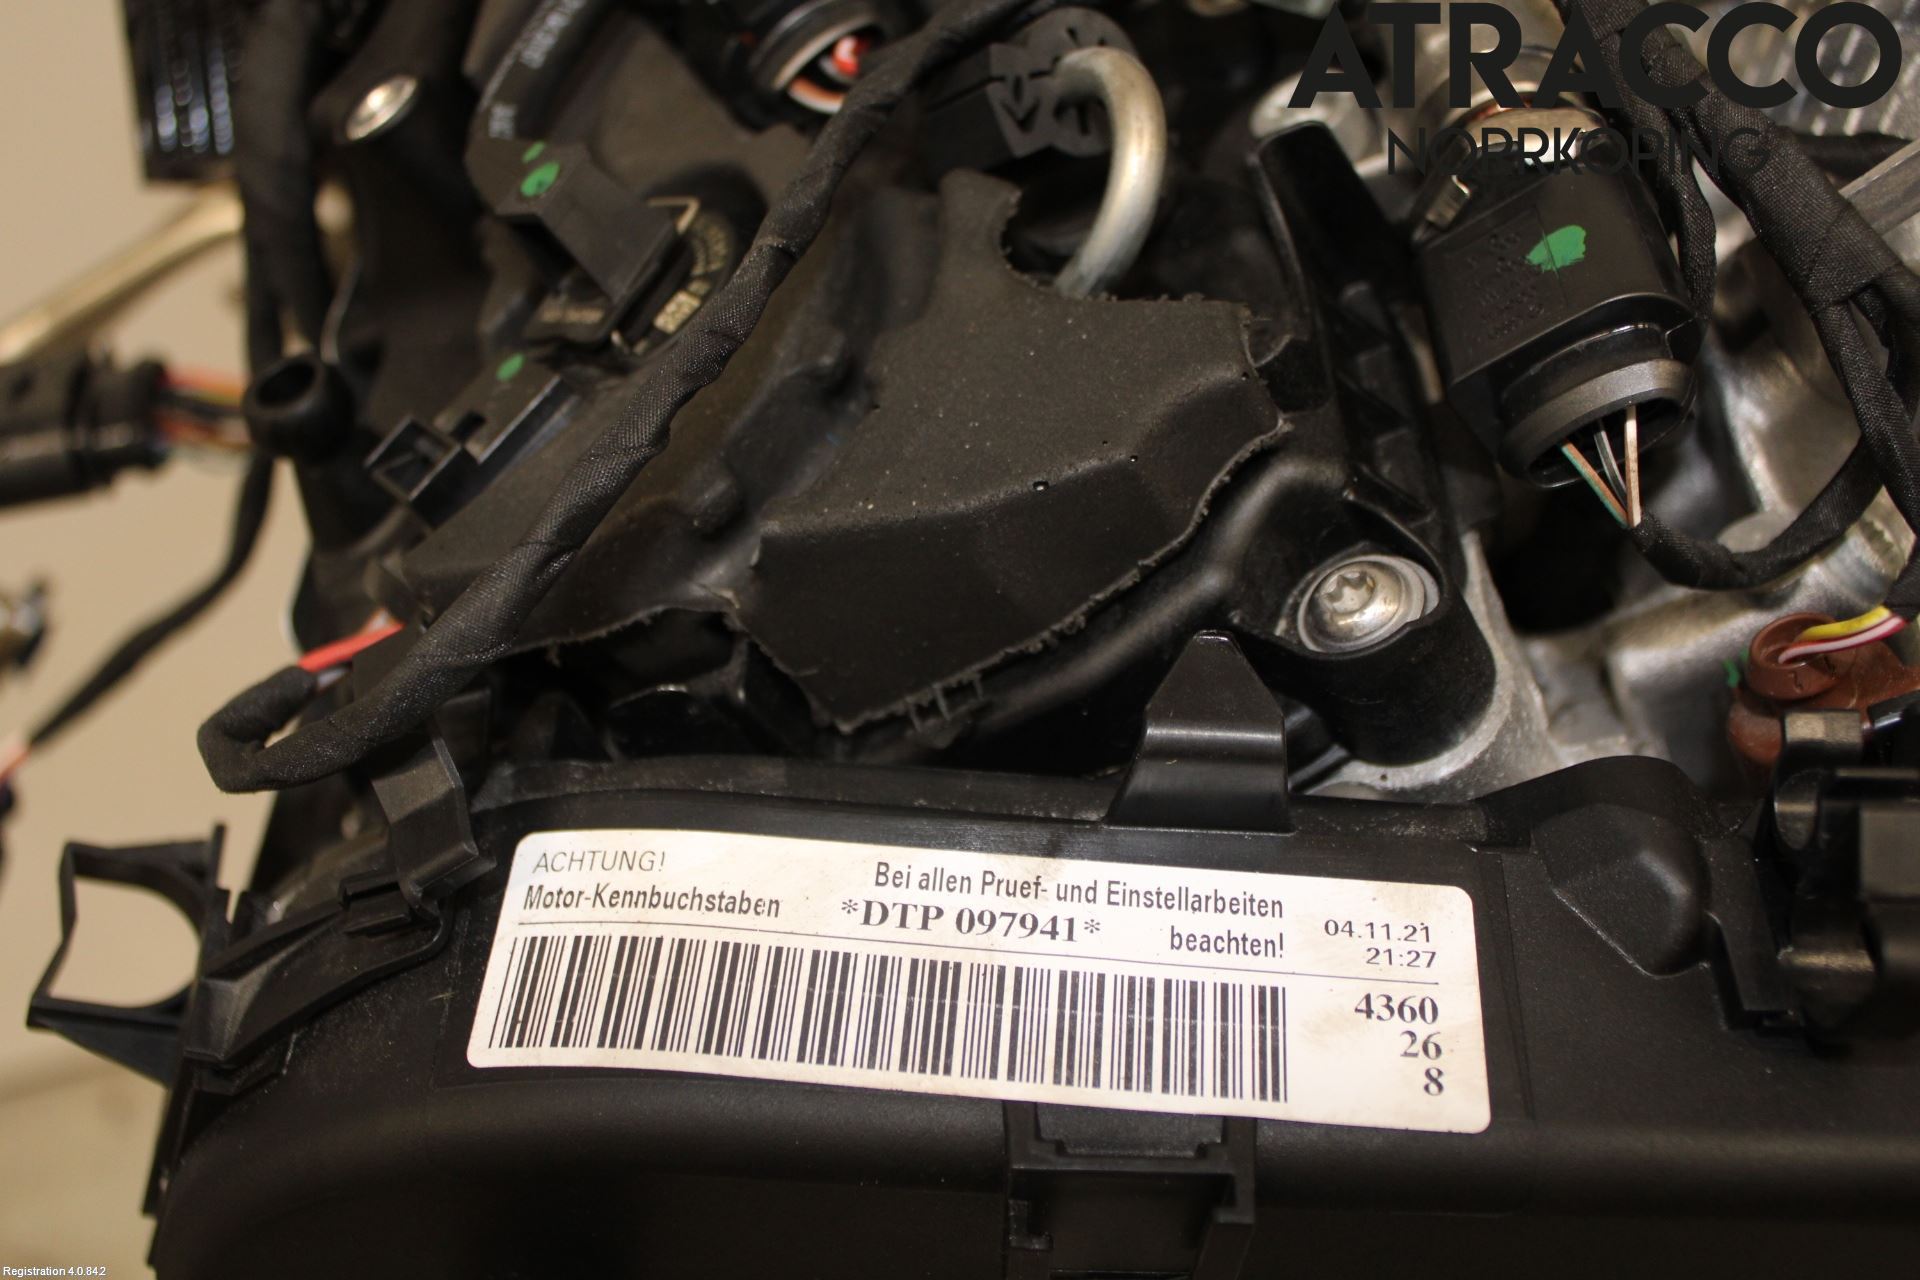 ATRACCO
NORRKÖPING
ACHTUNG!
Bei allen Pruef- und Einstellarbeiten
Motor-Kennbuchstaben
*DTP 097941*
beachten!
04.11.21
21:27
4360
26
8
Registration 4.0.842